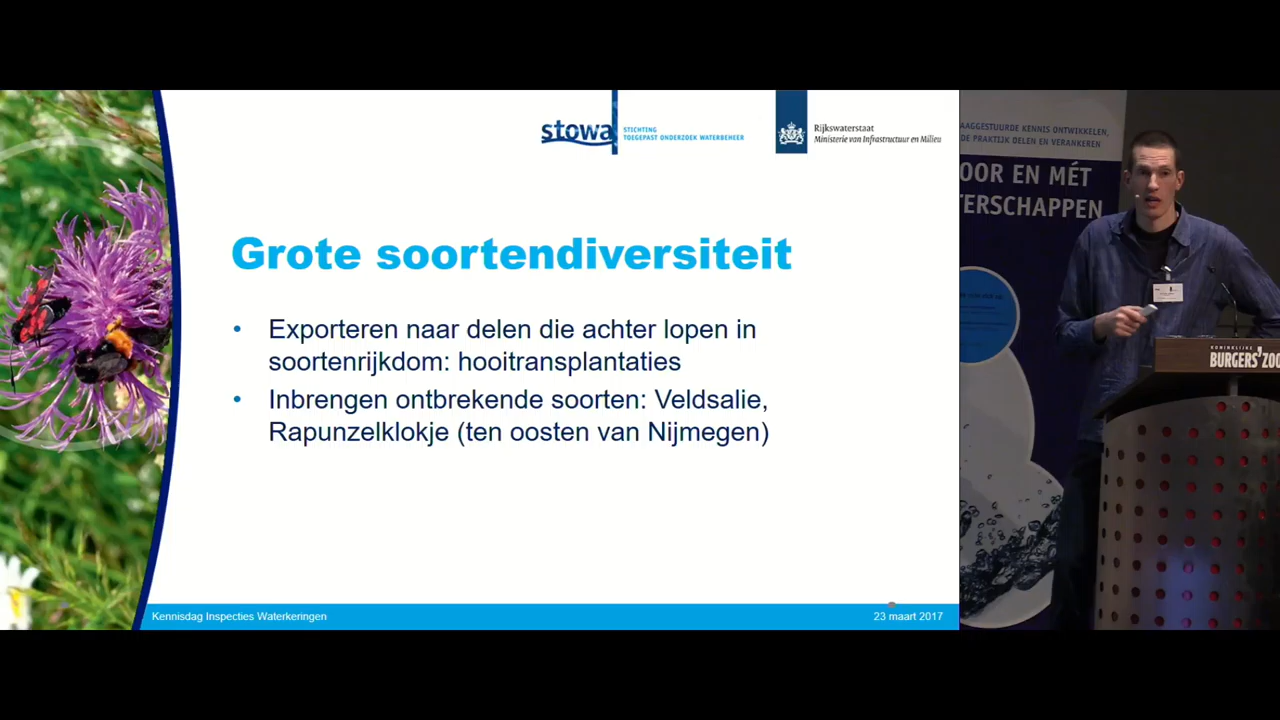 stowa
STICHTING
TOEGEPAST ONDERZOEK WATERBEHEER
Rijkswaterstaat
Ministerie van Infrastructuur en Milieu
Grote soortendiversiteit
• Exporteren naar delen die achter lopen in
soortenrijkdom: hooitransplantaties
• Inbrengen ontbrekende soorten: Veldsalie,
Rapunzelklokje (ten oosten van Nijmegen)
Kennisdag Inspecties Waterkeringen
23 maart 2017
AAGGESTUURDE KENNIS ONTWIKKELEN,
DE PRAKTIJK DELEN EN VERANKEREN
OOR EN MÉT
TERSCHAPPEN
KONINKLIJKE
BURGERS' ZOO